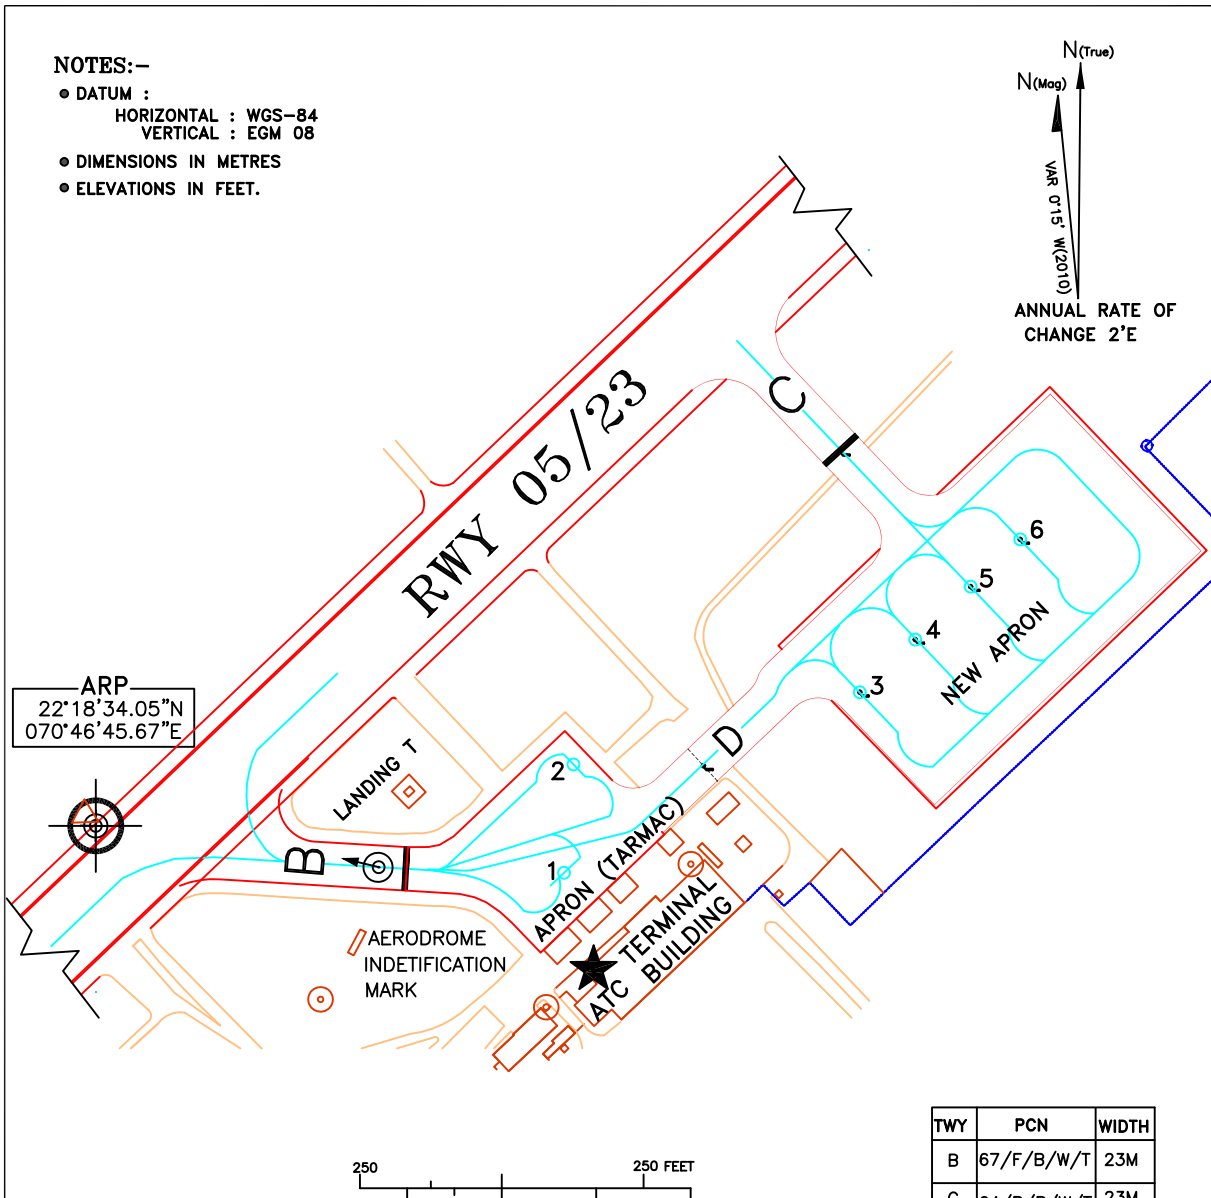 NOTES:-
DATUM :
HORIZONTAL : WGS-84
VERTICAL : EGM 08
DIMENSIONS IN METRES
ELEVATIONS IN FEET.
N(True)
N(Mag)
VAR 0°15' W(2010)
ANNUAL RATE OF
CHANGE 2'E
RWY 05/23
C
6
5
4
3
NEW APRON
D
ARP
22°18'34.05"N
070°46'45.67"E
LANDING T
2
1
B
APRON (TARMAC)
TERMINAL
BUILDING
ATC
AERODROME
INDETIFICATION
MARK
250
250 FEET
TWY PCN WIDTH
B 67/F/B/W/T 23M
C 23M